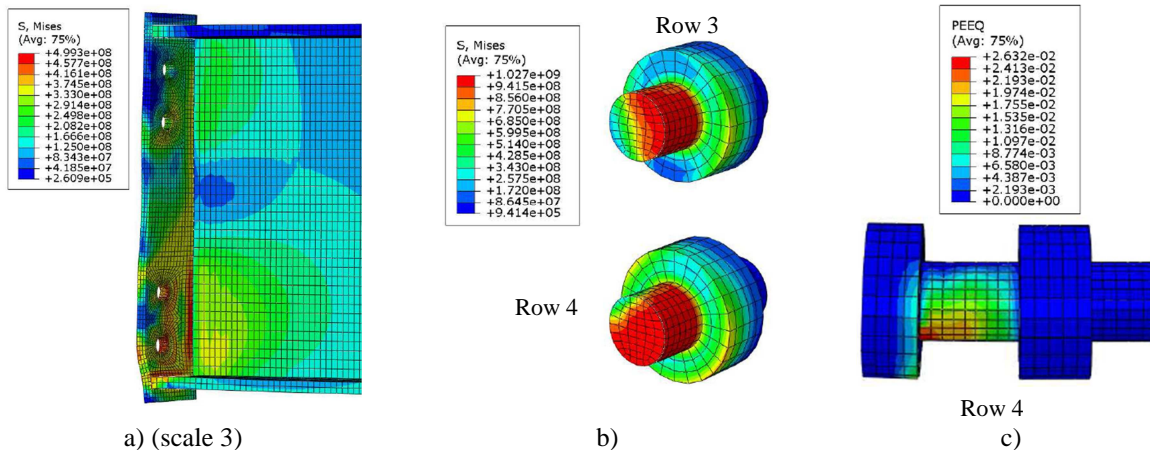 S, Mises
(Avg: 75%)
+4.993e+08
+4.577e+08
+4.161e+08
+3.745e+08
+3.330e+08
+2.914e+08
+2.498e+08
+2.082e+08
+1.666e+08
+1.250e+08
+8.343e+07
+4.185e+07
+2.609e+05
a) (scale 3)
S, Mises
(Avg: 75%)
+1.027e+09
+9.415e+08
+8.560e+08
+7.705e+08
+6.850e+08
+5.995e+08
+5.140e+08
+4.285e+08
+3.430e+08
+2.575e+08
+1.720e+08
+8.645e+07
+9.414e+05
Row 3
Row 4
b)
PEEQ
(Avg: 75%)
+2.632e-02
+2.413e-02
+2.193e-02
+1.974e-02
+1.755e-02
+1.535e-02
+1.316e-02
+1.097e-02
+8.774e-03
+6.580e-03
+4.387e-03
+2.193e-03
+0.000e+00
Row 4
c)